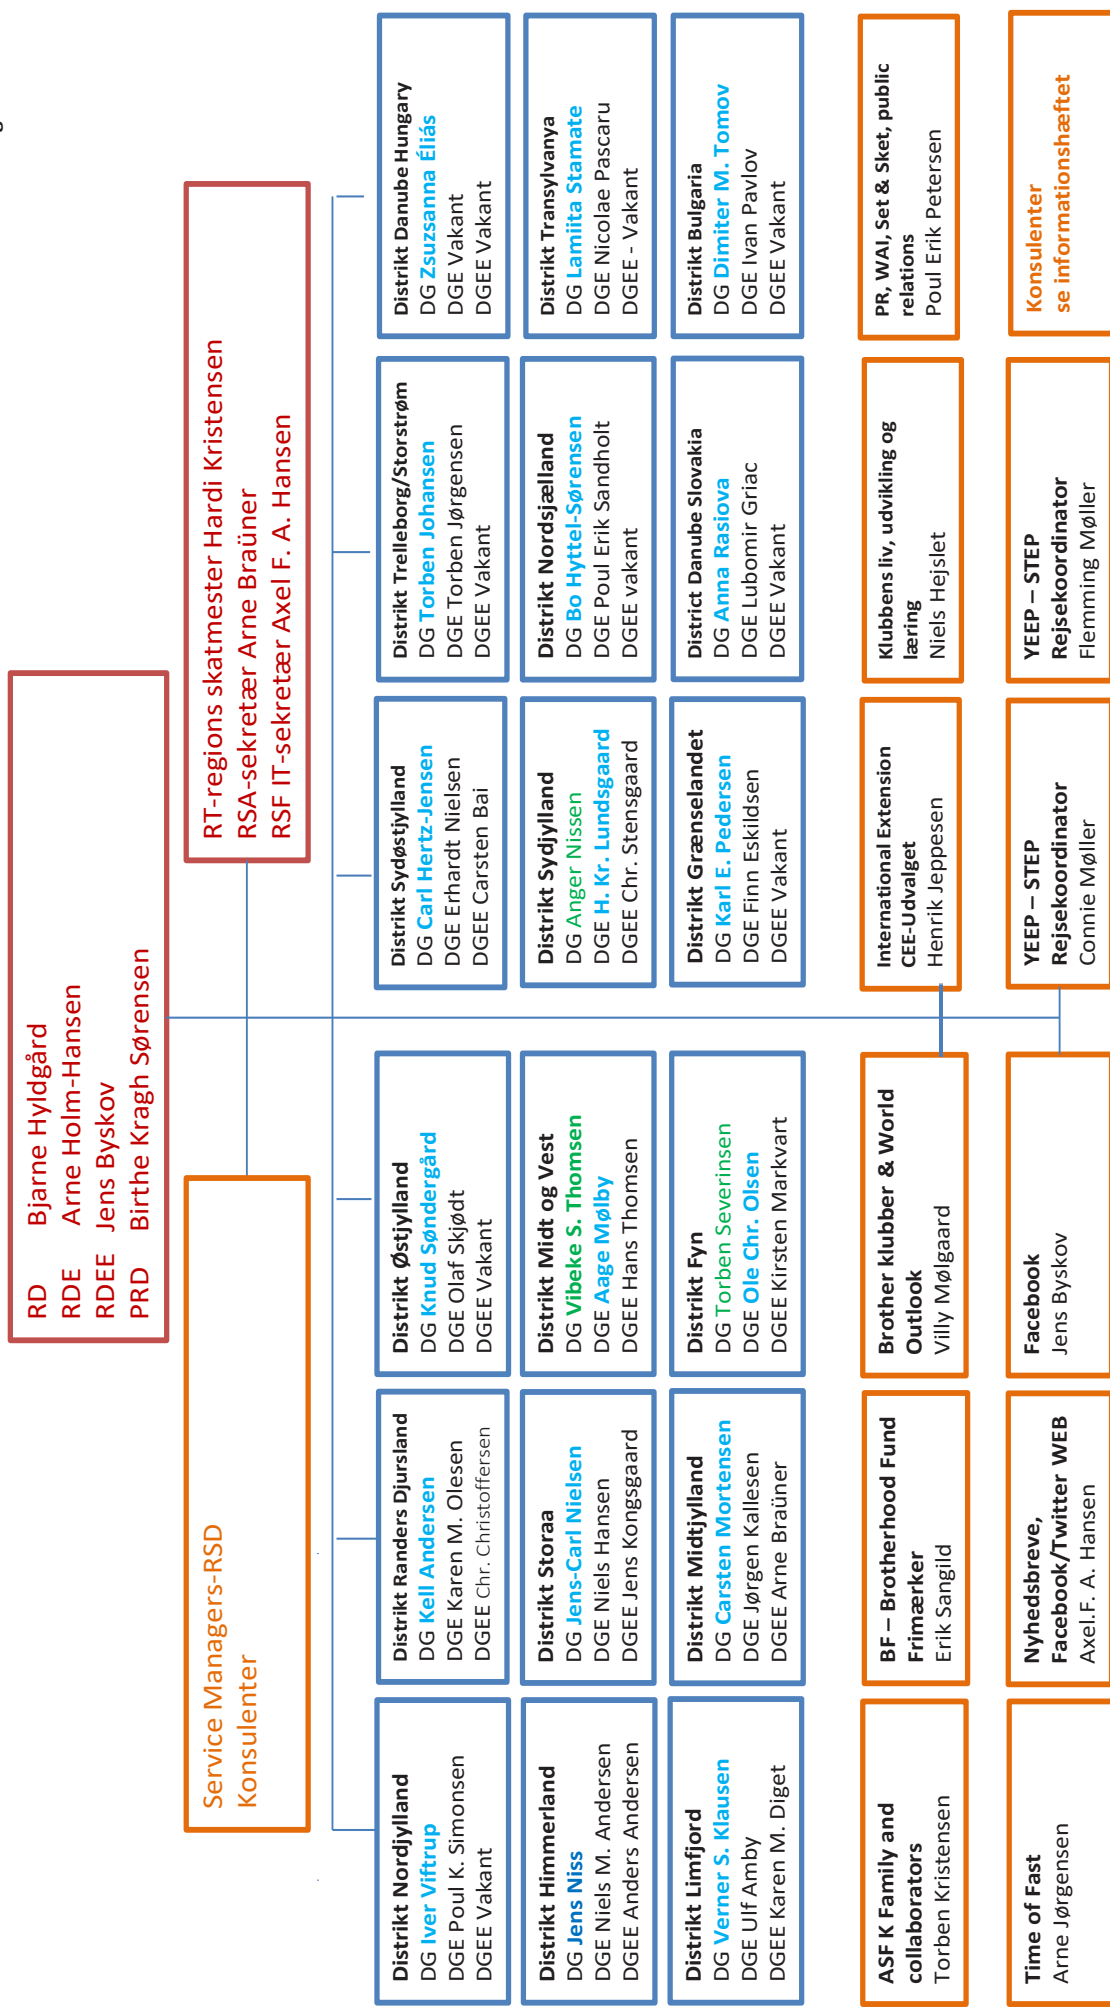 RD Bjarne Hyldgård
RDE Arne Holm-Hansen
RDEE Jens Byskov
PRD Birthe Kragh Sørensen
Service Managers-RSD
Konsulenter
RT-regions skatmester Hardi Kristensen
RSA-sekretær Arne Braüner
RSF IT-sekretær Axel F. A. Hansen
Distrikt Nordjylland
DG Iver Viftrup
DGE Poul K. Simonsen
DGEE Vakant
Distrikt Randers Djursland
DG Kell Andersen
DGE Karen M. Olesen
DGEE Chr. Christoffersen
Distrikt Østjylland
DG Knud Søndergård
DGE Olaf Skjødt
DGEE Vakant
Distrikt Sydøstjylland
DG Carl Hertz-Jensen
DGE Erhardt Nielsen
DGEE Carsten Bai
Distrikt Trelleborg/Storstrøm
DG Torben Johansen
DGE Torben Jørgensen
DGEE Vakant
Distrikt Danube Hungary
DG Zsuzsanna Éliás
DGE Vakant
DGEE Vakant
Distrikt Himmerland
DG Jens Niss
DGE Niels M. Andersen
DGEE Anders Andersen
Distrikt Storaa
DG Jens-Carl Nielsen
DGE Niels Hansen
DGEE Jens Kongsgaard
Distrikt Midt og Vest
DG Vibeke S. Thomsen
DGE Aage Mølby
DGEE Hans Thomsen
Distrikt Sydjylland
DG Anger Nissen
DGE H. Kr. Lundsgaard
DGEE Chr. Stensgaard
Distrikt Nordsjælland
DG Bo Hyttel-Sørensen
DGE Poul Erik Sandholt
DGEE vakant
Distrikt Transylvanya
DG Lamiita Stamate
DGE Nicolae Pascaru
DGEE - Vakant
Distrikt Limfjord
DG Verner S. Klausen
DGE Ulf Amby
DGEE Karen M. Diget
Distrikt Midtjylland
DG Carsten Mortensen
DGE Jørgen Kallesen
DGEE Arne Braüner
Distrikt Fyn
DG Torben Severinsen
DGE Ole Chr. Olsen
DGEE Kirsten Markvart
Distrikt Grænselandet
DG Karl E. Pedersen
DGE Finn Eskildsen
DGEE Vakant
District Danube Slovakia
DG Anna Rasiova
DGE Lubomir Griac
DGEE Vakant
Distrikt Bulgaria
DG Dimiter M. Tomov
DGE Ivan Pavlov
DGEE Vakant
ASF K Family and
collaborators
Torben Kristensen
BF – Brotherhood Fund
Frimærker
Erik Sangild
Brother klubber & World
Outlook
Villy Mølgaard
International Extension
CEE-Udvalget
Henrik Jeppesen
Klubbens liv, udvikling og
læring
Niels Hejslet
PR, WAI, Set & Sket, public
relations
Poul Erik Petersen
Time of Fast
Arne Jørgensen
Nyhedsbreve,
Facebook/Twitter WEB
Axel.F. A. Hansen
Facebook
Jens Byskov
YEEP – STEP
Rejsekoordinator
Connie Møller
YEEP – STEP
Rejsekoordinator
Flemming Møller
Konsulenter
se informationshæftet